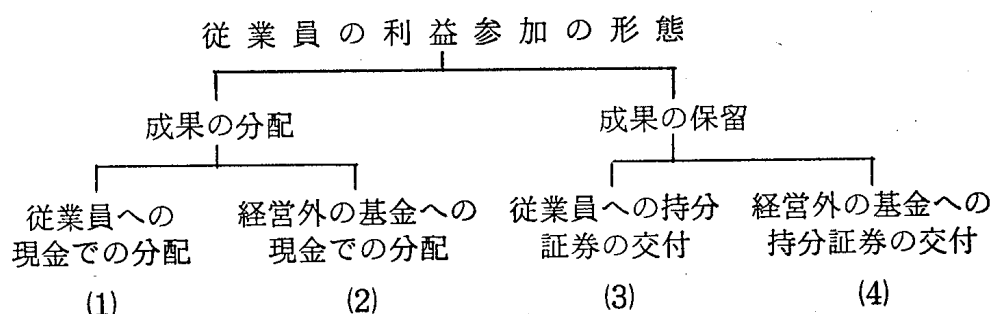 従業員の利益参加の形態
成果の分配
成果の保留
従業員への
現金での分配
(1)
経営外の基金への
現金での分配
(2)
従業員への持分
証券の交付
(3)
経営外の基金への
持分証券の交付
(4)